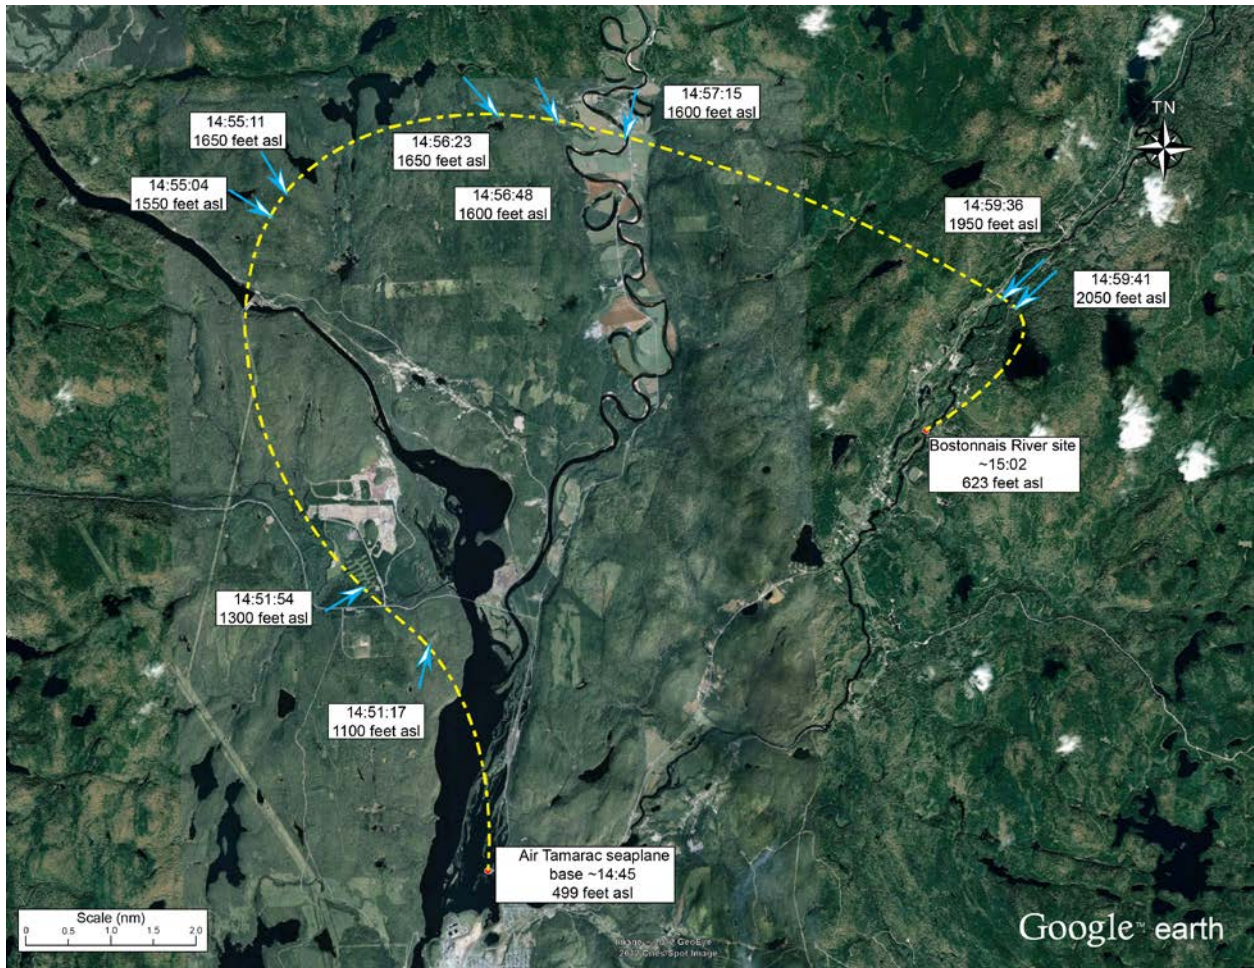 14:55:11
1650 feet asl
14:57:15
1600 feet asl
TN
14:56:23
1650 feet asl
14:55:04
1550 feet asl
14:56:48
1600 feet asl
14:59:36
1950 feet asl
14:59:41
2050 feet asl
Bostonnais River site
~15:02
623 feet asl
14:51:54
1300 feet asl
14:51:17
1100 feet asl
Air Tamarac seaplane
base ~14:45
499 feet asl
Scale (nm)
0 0.5 1.0 1.5 2.0
Google™ earth
GeoEye
Spot Image